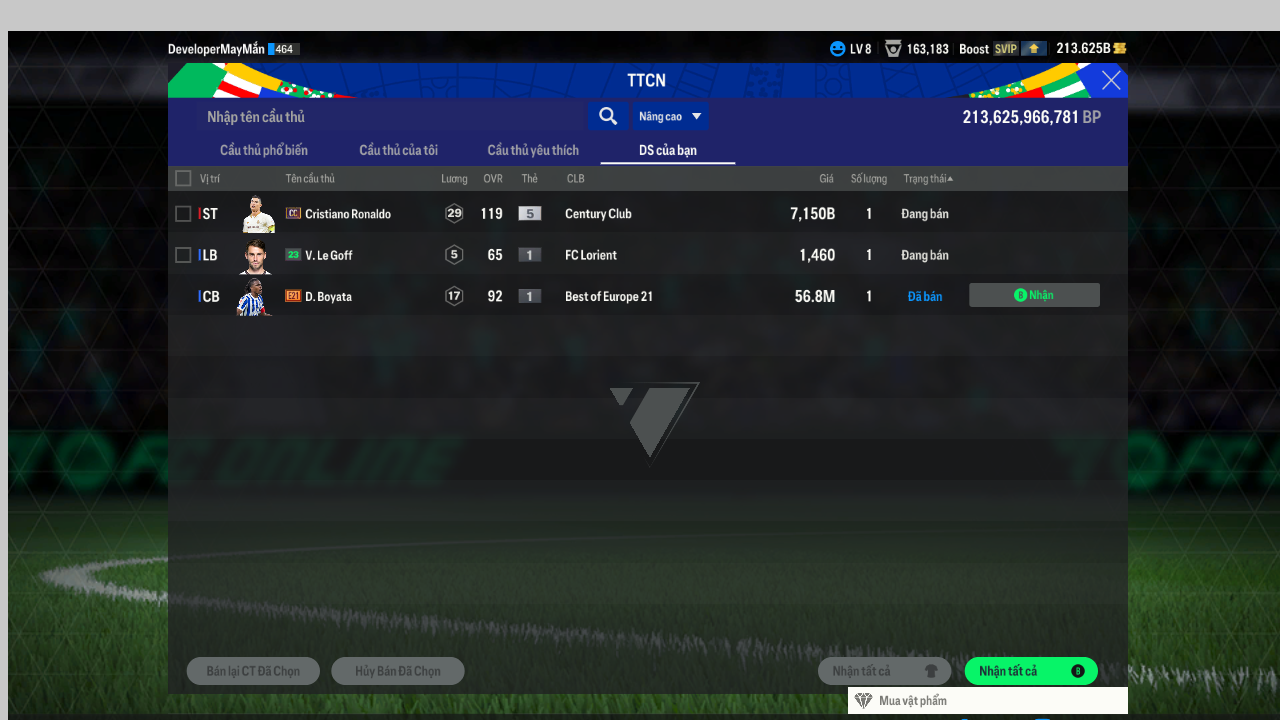 DeveloperMayMắn 464 LV 8 163,183 Boost SVIP 213.625B
TTCN
Nhập tên cầu thủ Nâng cao 213,625,966,781 BP
Cầu thủ phổ biến Cầu thủ của tôi Cầu thủ yêu thích DS của bạn
Vị trí Tên cầu thủ Lương OVR Thẻ CLB Giá Số lượng Trạng thái
ST CC Cristiano Ronaldo 29 119 5 Century Club 7,150B 1 Đang bán
LB 23 V. Le Goff 5 65 1 FC Lorient 1,460 1 Đang bán
CB E21 D. Boyata 17 92 1 Best of Europe 21 56.8M 1 Đã bán Nhận
FC ONLINE
Bán lại CT Đã Chọn Hủy Bán Đã Chọn Nhận tất cả Nhận tất cả
Mua vật phẩm